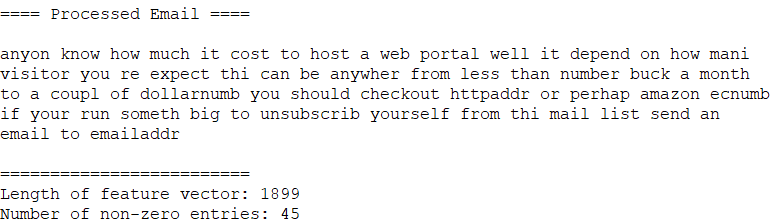 ==== Processed Email ====
anyon know how much it cost to host a web portal well it depend on how mani
visitor you re expect thi can be anywher from less than number buck a month
to a coupl of dollarnumb you should checkout httpaddr or perhap amazon ecnumb
if your run someth big to unsubscrib yourself from thi mail list send an
email to emailaddr
=========================
Length of feature vector: 1899
Number of non-zero entries: 45